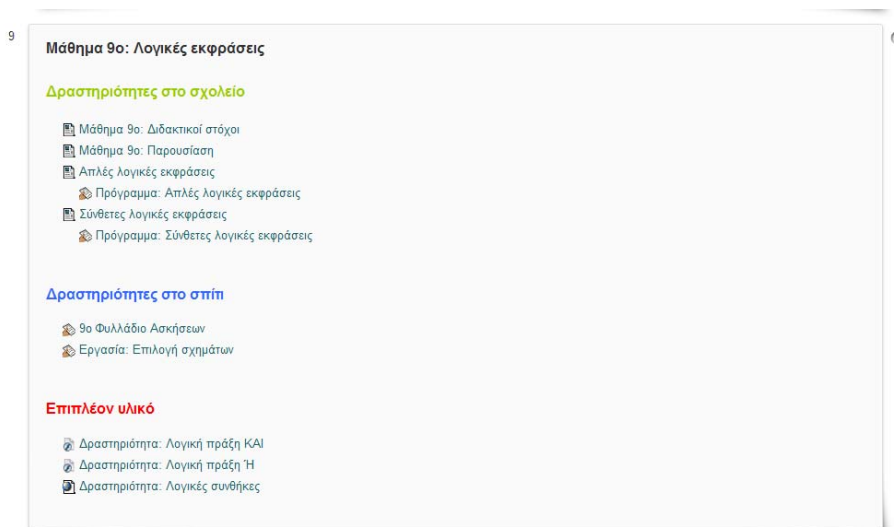 9
Μάθημα 9ο: Λογικές εκφράσεις
Δραστηριότητες στο σχολείο
Μάθημα 9ο: Διδακτικοί στόχοι
Μάθημα 9ο: Παρουσίαση
Απλές λογικές εκφράσεις
Πρόγραμμα: Απλές λογικές εκφράσεις
Σύνθετες λογικές εκφράσεις
Πρόγραμμα: Σύνθετες λογικές εκφράσεις
Δραστηριότητες στο σπίτι
9ο Φυλλάδιο Ασκήσεων
Εργασία: Επιλογή σχημάτων
Επιπλέον υλικό
Δραστηριότητα: Λογική πράξη ΚΑΙ
Δραστηριότητα: Λογική πράξη Ή
Δραστηριότητα: Λογικές συνθήκες